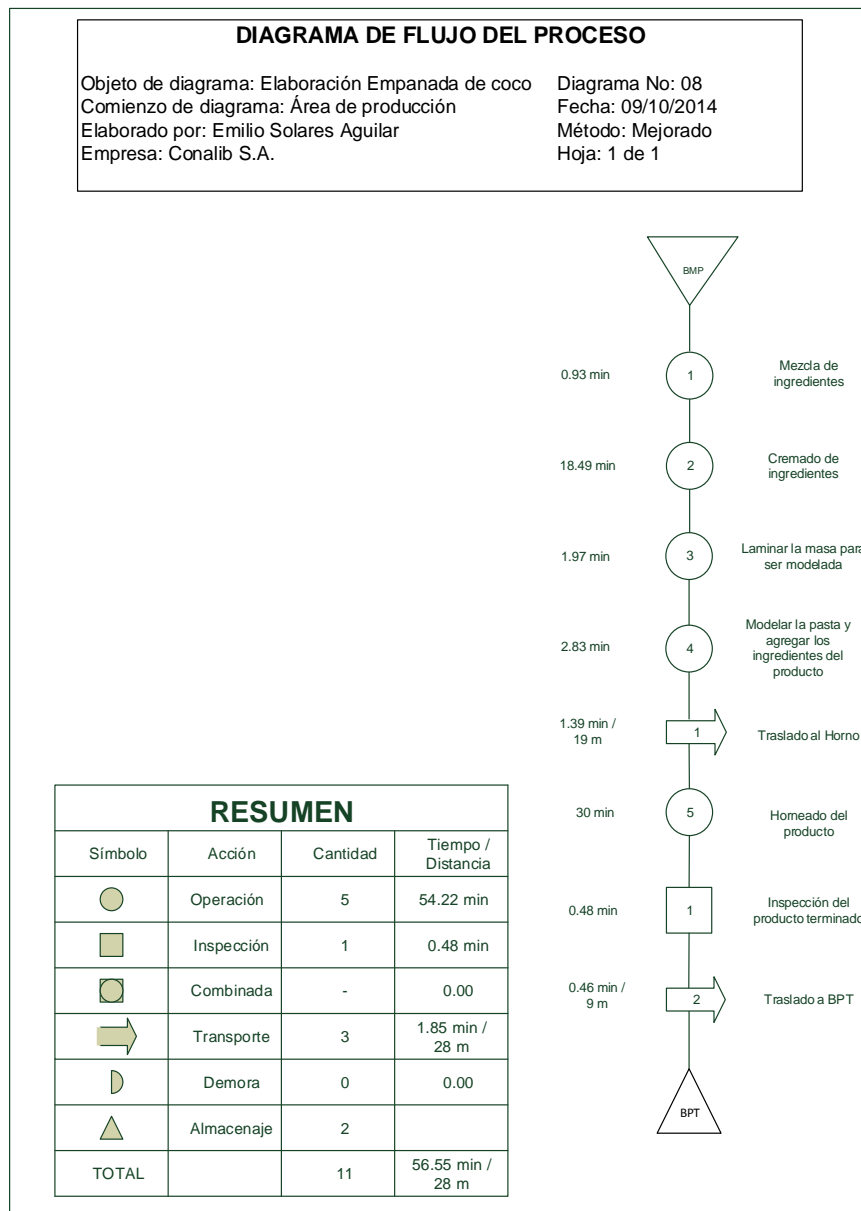 DIAGRAMA DE FLUJO DEL PROCESO
Objeto de diagrama: Elaboración Empanada de coco
Comienzo de diagrama: Área de producción
Elaborado por: Emilio Solares Aguilar
Empresa: Conalib S.A.
Diagrama No: 08
Fecha: 09/10/2014
Método: Mejorado
Hoja: 1 de 1
BMP
0.93 min
1
Mezcla de
ingredientes
18.49 min
2
Cremado de
ingredientes
1.97 min
3
Laminar la masa para
ser modelada
2.83 min
4
Modelar la pasta y
agregar los
ingredientes del
producto
1.39 min /
19 m
1
Traslado al Horno
30 min
5
Horneado del
producto
0.48 min
1
Inspección del
producto terminado
0.46 min /
9 m
2
Traslado a BPT
BPT
RESUMEN
Símbolo Acción Cantidad Tiempo /
Distancia
Operación 5 54.22 min
Inspección 1 0.48 min
Combinada - 0.00
Transporte 3 1.85 min /
28 m
Demora 0 0.00
Almacenaje 2
TOTAL 11 56.55 min /
28 m